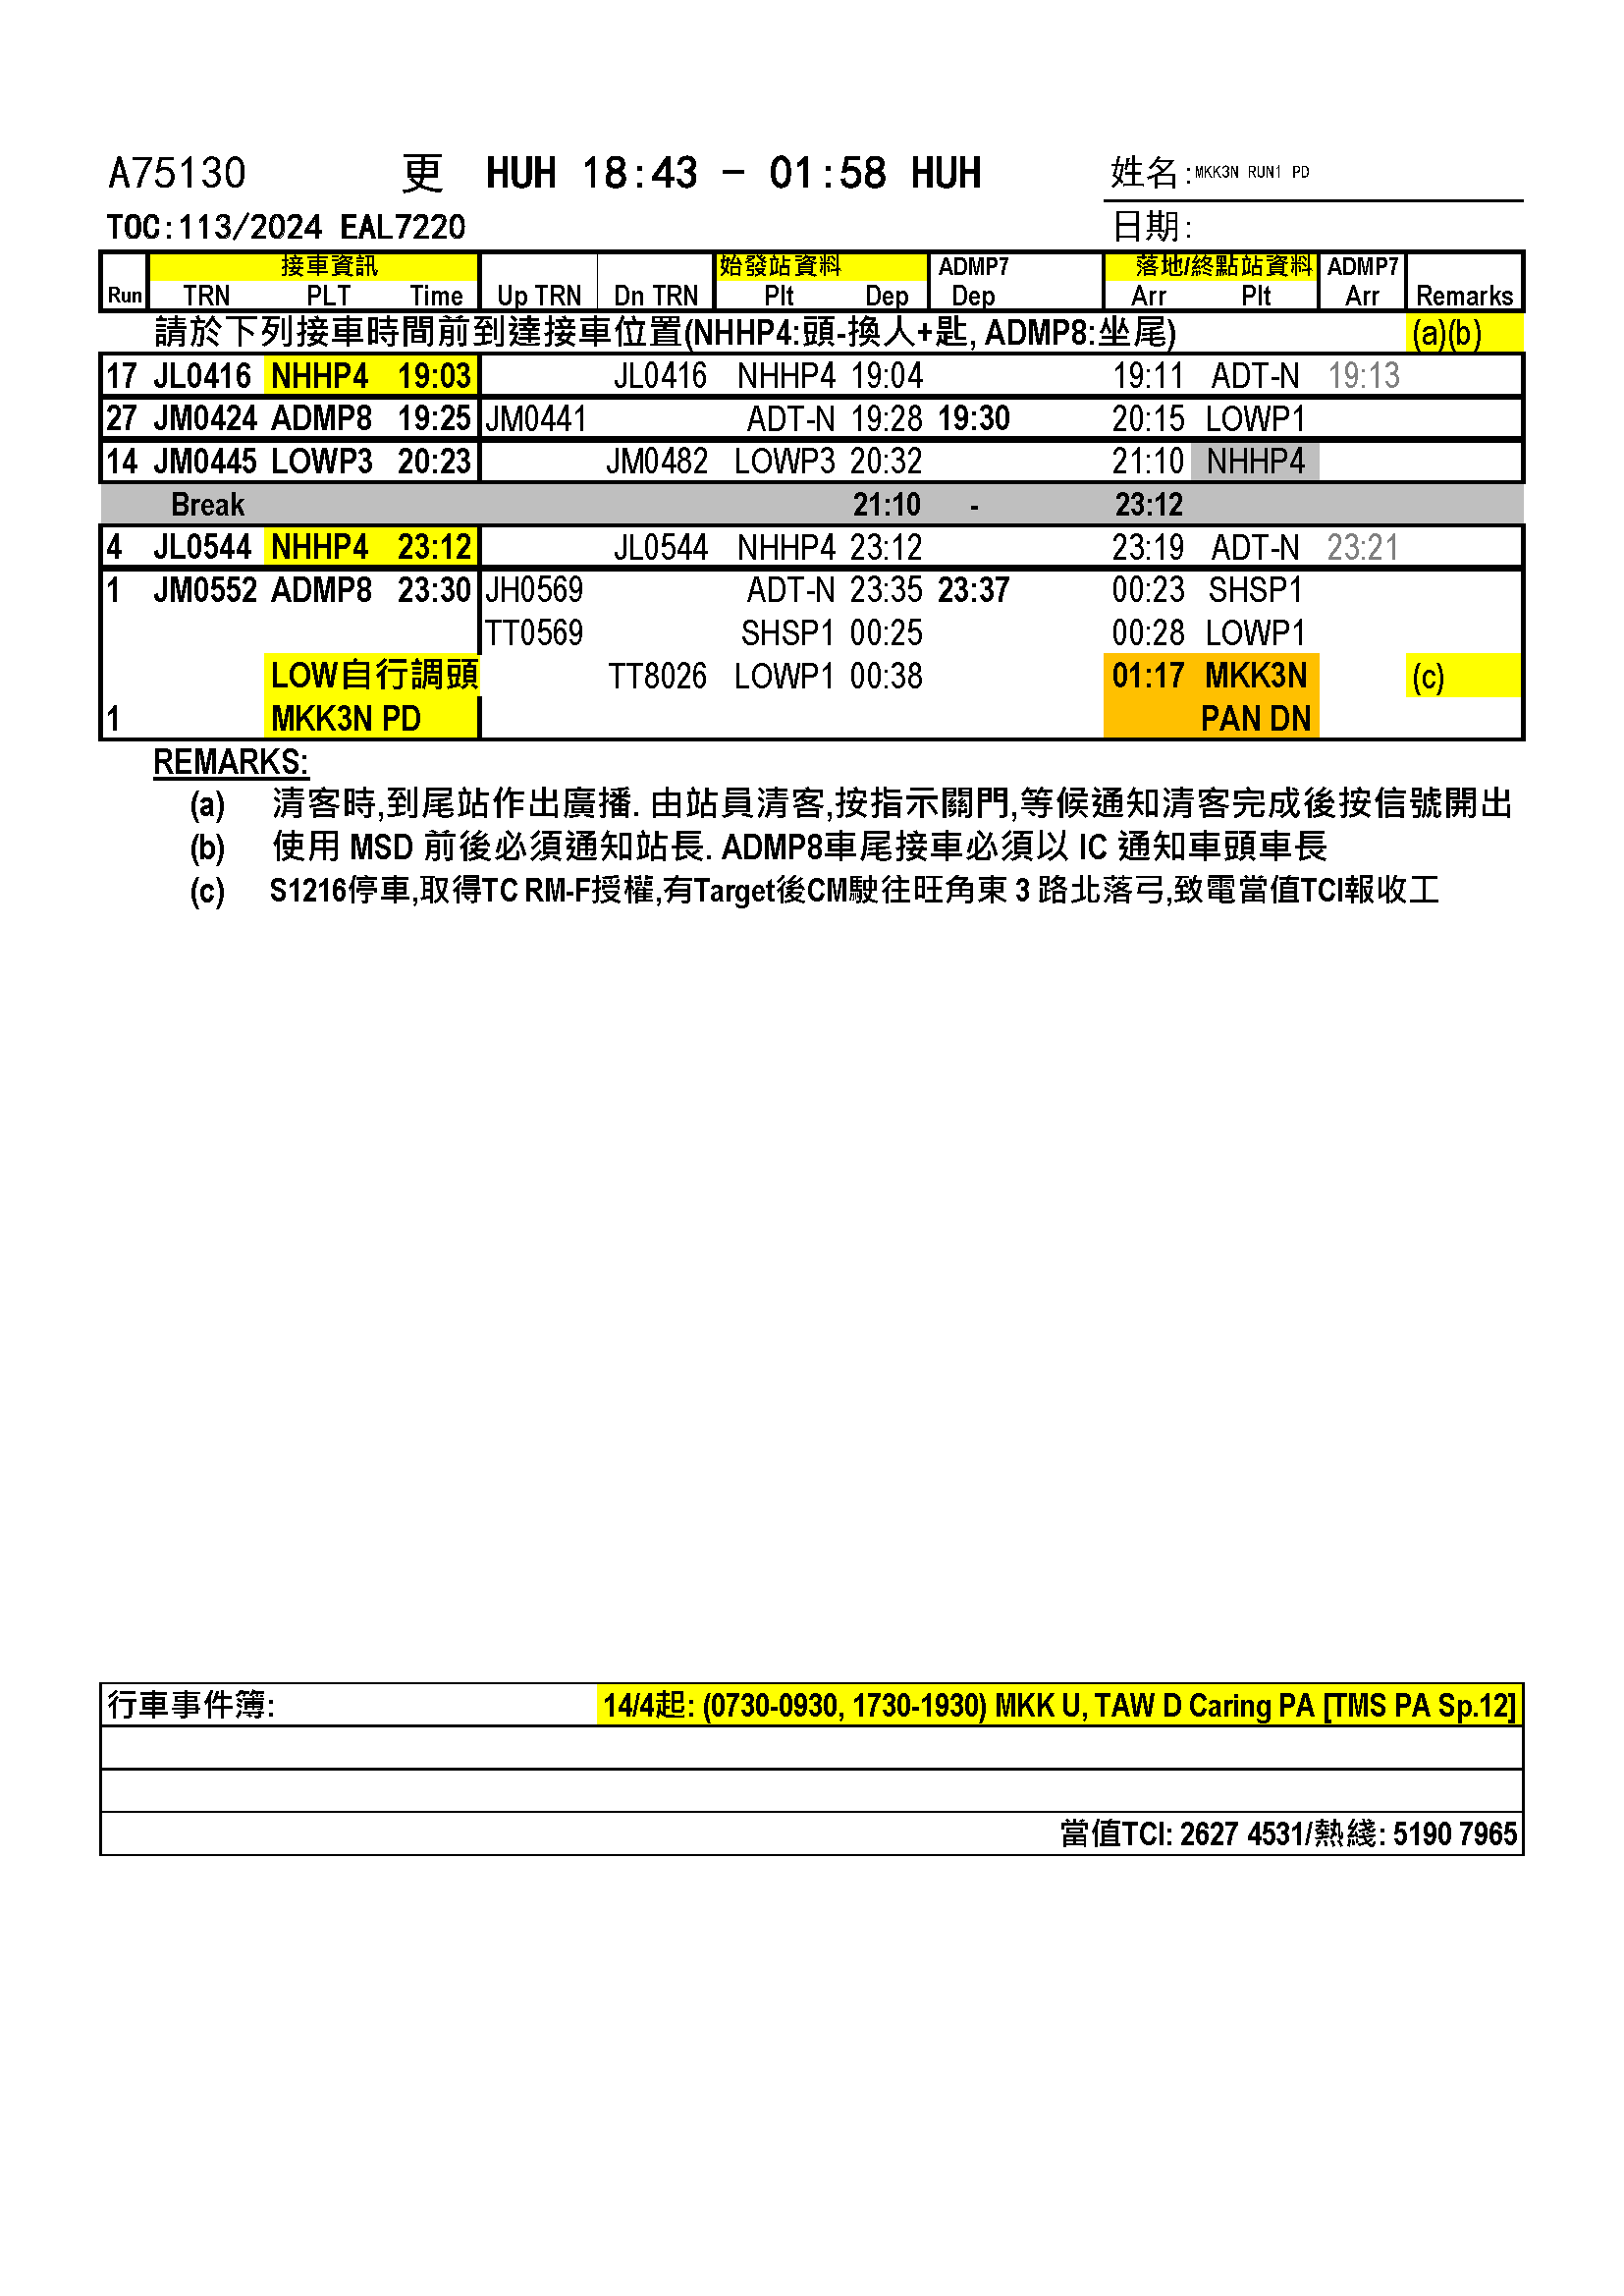 A75130 更 HUH 18:43 - 01:58 HUH 姓名:MKK3N RUN1 PD
TOC:113/2024 EAL7220 日期:
接車資訊 始發站資料 ADMP7 落地/終點站資料 ADMP7
Run TRN PLT Time Up TRN Dn TRN Plt Dep Dep Arr Plt Arr Remarks
請於下列接車時間前到達接車位置(NHHP4:頭-換人+匙, ADMP8:坐尾) (a)(b)
17 JL0416 NHHP4 19:03 JL0416 NHHP4 19:04 19:11 ADT-N 19:13
27 JM0424 ADMP8 19:25 JM0441 ADT-N 19:28 19:30 20:15 LOWP1
14 JM0445 LOWP3 20:23 JM0482 LOWP3 20:32 21:10 NHHP4
Break 21:10 - 23:12
4 JL0544 NHHP4 23:12 JL0544 NHHP4 23:12 23:19 ADT-N 23:21
1 JM0552 ADMP8 23:30 JH0569 ADT-N 23:35 23:37 00:23 SHSP1
TT0569 SHSP1 00:25 00:28 LOWP1
LOW自行調頭 TT8026 LOWP1 00:38 01:17 MKK3N (c)
1 MKK3N PD PAN DN
REMARKS:
(a) 清客時,到尾站作出廣播. 由站員清客,按指示關門,等候通知清客完成後按信號開出
(b) 使用 MSD 前後必須通知站長. ADMP8車尾接車必須以 IC 通知車頭車長
(c) S1216停車,取得TC RM-F授權,有Target後CM駛往旺角東 3 路北落弓,致電當值TCI報收工
行車事件簿: 14/4起: (0730-0930, 1730-1930) MKK U, TAW D Caring PA [TMS PA Sp.12]
當值TCI: 2627 4531/熱綫: 5190 7965